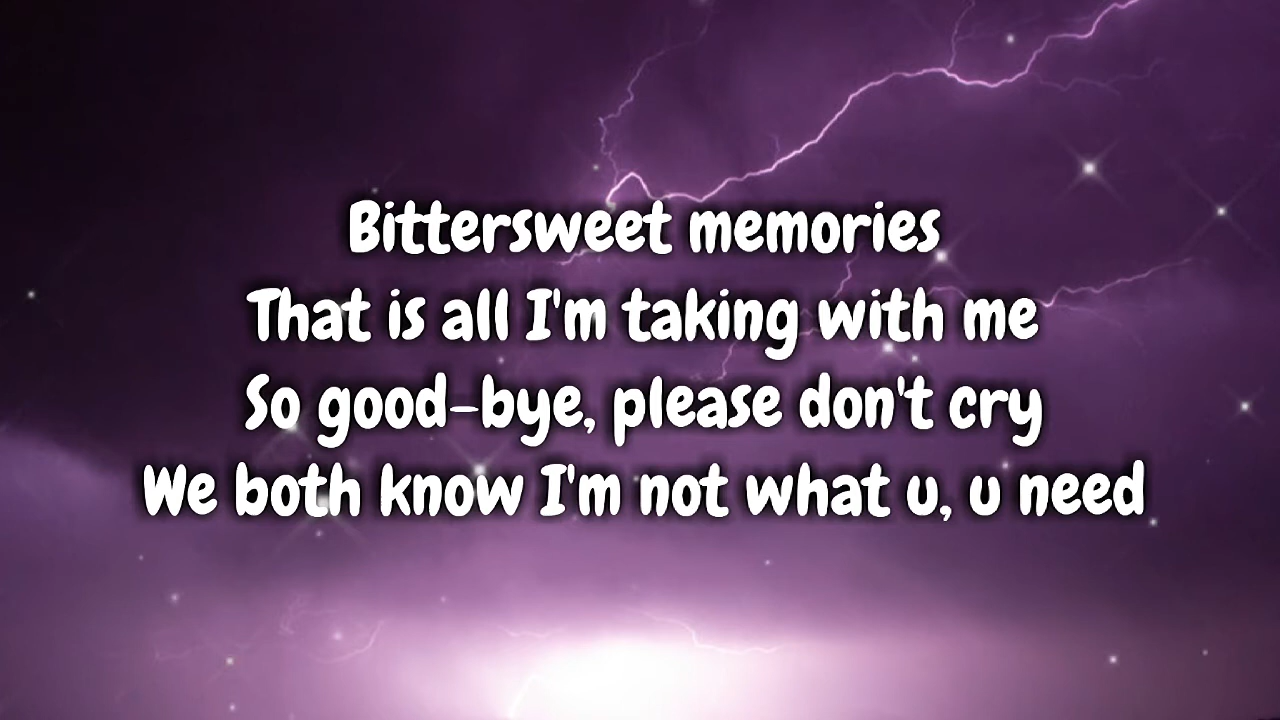 Bittersweet memories
That is all I'm taking with me
So good-bye, please don't cry
We both know I'm not what u, u need